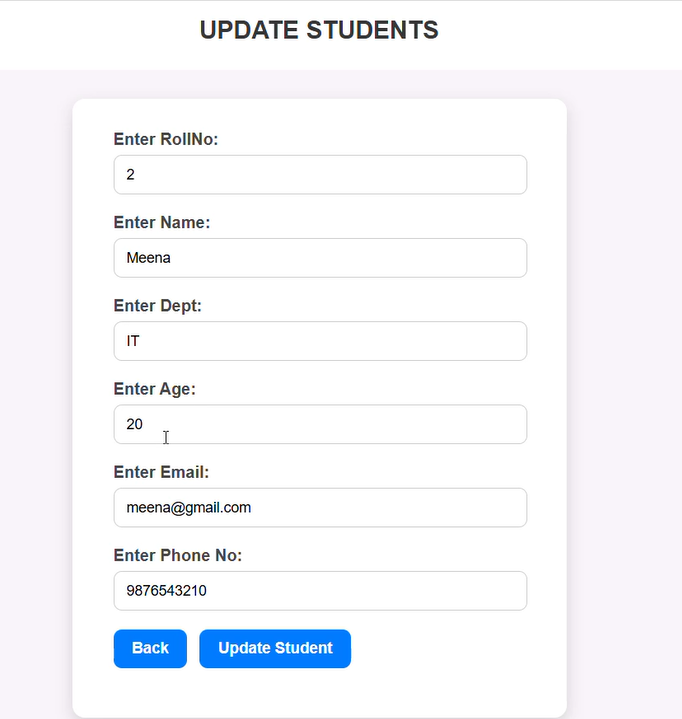 UPDATE STUDENTS
Enter RollNo:
2
Enter Name:
Meena
Enter Dept:
IT
Enter Age:
20
Enter Email:
meena@gmail.com
Enter Phone No:
9876543210
Back Update Student